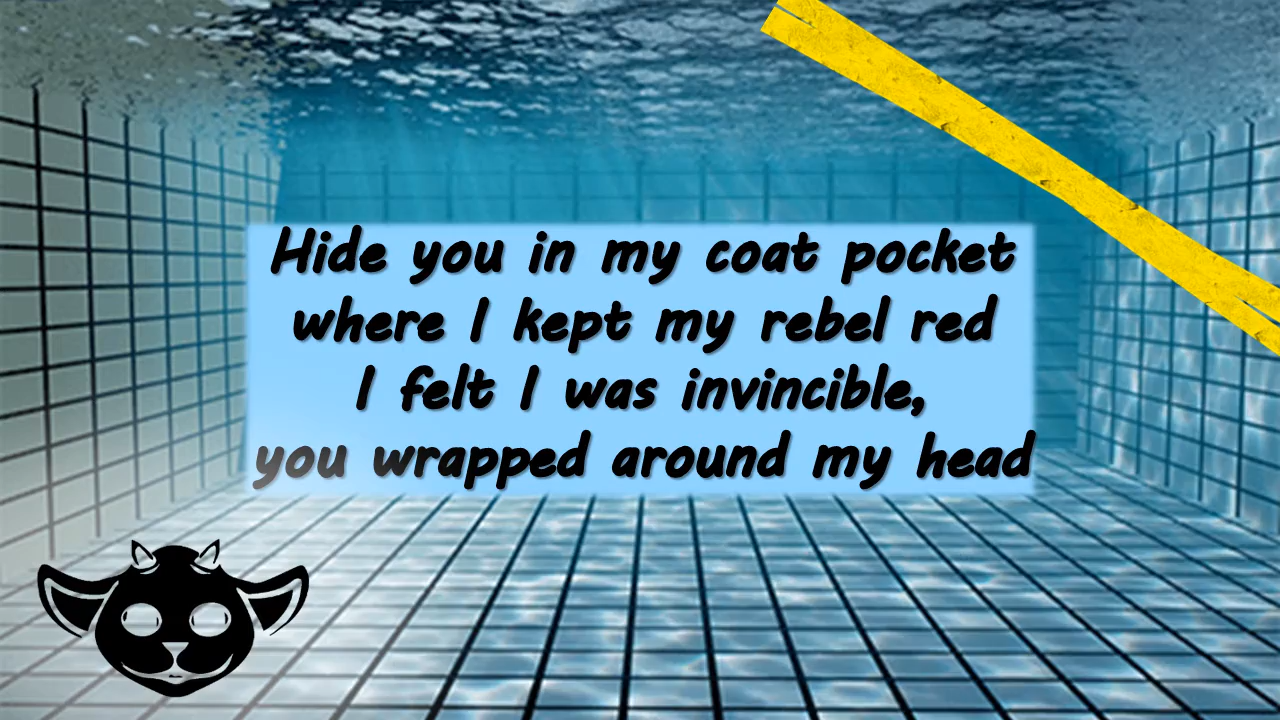 Hide you in my coat pocket
where I kept my rebel red
I felt I was invincible,
you wrapped around my head